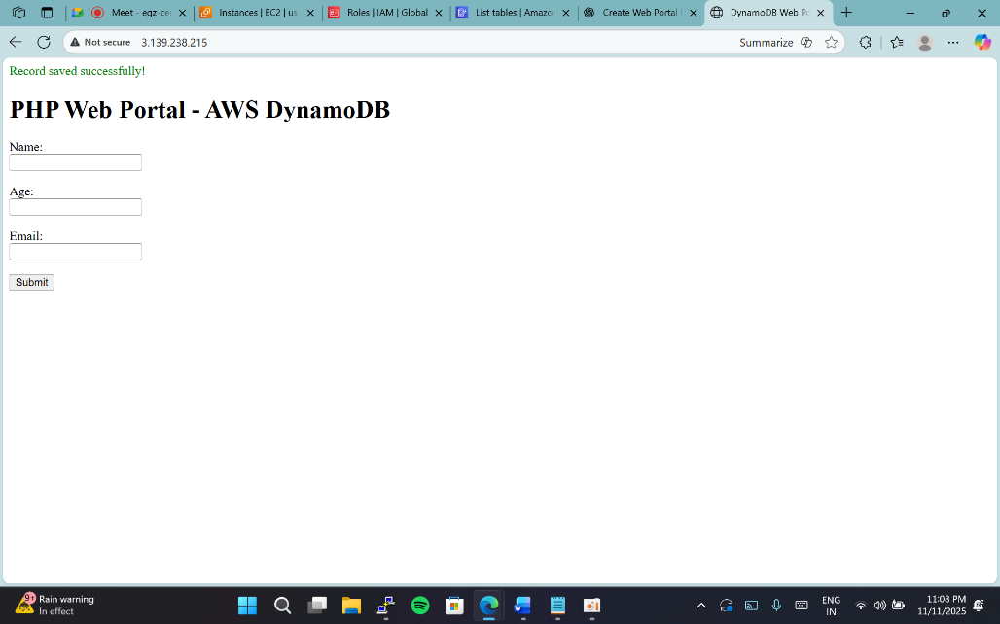 Meet - egz-ce
Instances | EC2 | us
Roles | IAM | Global
List tables | Amazon
Create Web Portal
DynamoDB Web Po
Not secure 3.139.238.215
Summarize
Record saved successfully!
PHP Web Portal - AWS DynamoDB
Name:
Age:
Email:
Submit
9+
Rain warning
In effect
ENG
IN
11:08 PM
11/11/2025